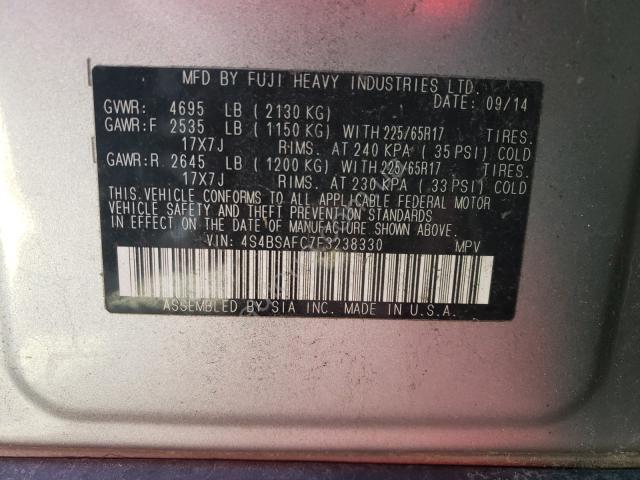 MFD BY FUJI HEAVY INDUSTRIES LTD.
DATE: 09/14
GVWR: 4695 LB (2130 KG)
GAWR:F 2535 LB (1150 KG) WITH 225/65R17 TIRES.
17X7J RIMS. AT 240 KPA (35 PSI) COLD
GAWR:R 2645 LB (1200 KG) WITH 225/65R17 TIRES.
17X7J RIMS. AT 230 KPA (33 PSI) COLD
THIS VEHICLE CONFORMS TO ALL APPLICABLE FEDERAL MOTOR
VEHICLE SAFETY AND THEFT PREVENTION STANDARDS
IN EFFECT ON THE DATE OF MANUFACTURE SHOWN ABOVE.
VIN: 4S4BSAFC7F3238330 MPV
ASSEMBLED BY SIA INC. MADE IN U.S.A.